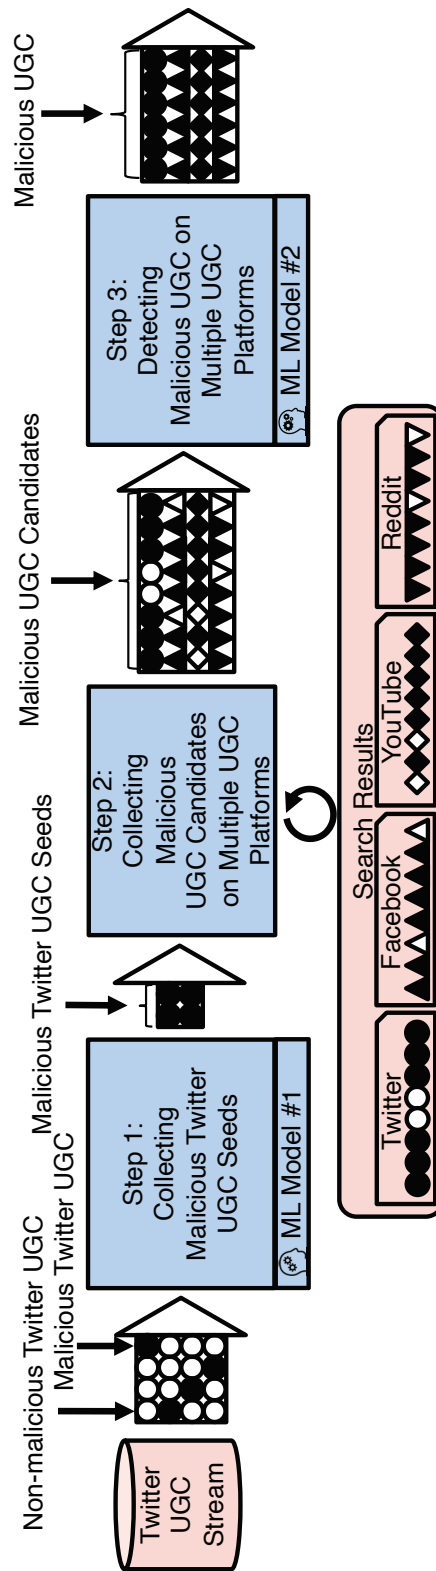 Twitter
UGC
Stream
Non-malicious Twitter UGC
Malicious Twitter UGC
Step 1:
Collecting
Malicious Twitter
UGC Seeds
ML Model #1
Malicious Twitter UGC Seeds
Step 2:
Collecting
Malicious
UGC Candidates
on Multiple UGC
Platforms
Malicious UGC Candidates
Step 3:
Detecting
Malicious UGC on
Multiple UGC
Platforms
ML Model #2
Malicious UGC
Search Results
Twitter
Facebook
YouTube
Reddit